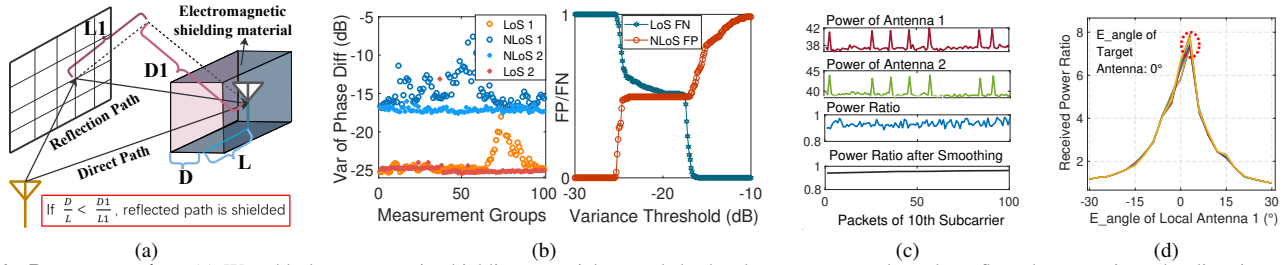 L1
Electromagnetic
shielding material
D1
Reflection Path
Direct Path
D
L
If D/L < D1/L1, reflected path is shielded
(a)
Var of Phase Diff (dB)
-5
-10
-15
-20
-25
LoS 1
NLoS 1
NLoS 2
LoS 2
0
50
100
Measurement Groups
FP/FN
1
0
LoS FN
NLoS FP
-30
-20
-10
Variance Threshold (dB)
(b)
Power of Antenna 1
42
38
Power of Antenna 2
45
40
Power Ratio
1
0.8
Power Ratio after Smoothing
1
0.8
0
50
100
Packets of 10th Subcarrier
(c)
Received Power Ratio
8
6
4
2
E_angle of
Target
Antenna: 0°
-30
-15
0
15
30
E_angle of Local Antenna 1 (°)
(d)